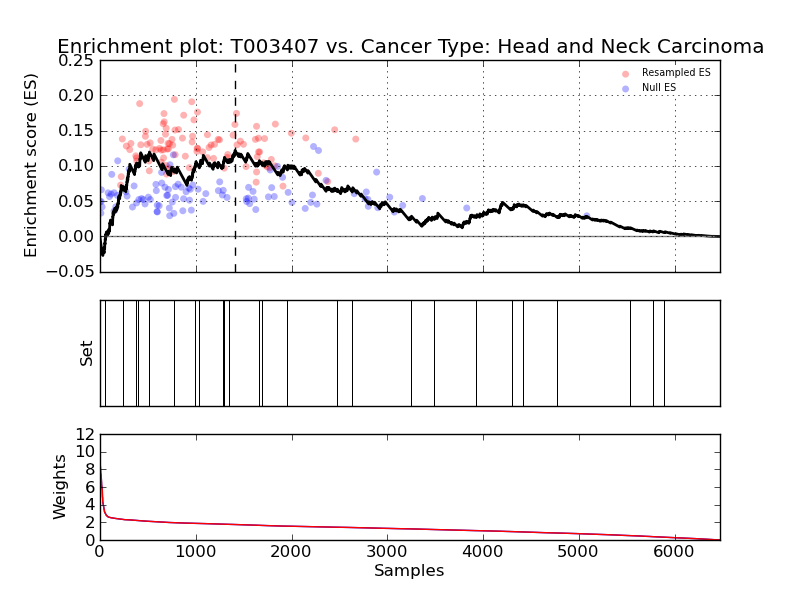 Enrichment plot: T003407 vs. Cancer Type: Head and Neck Carcinoma
Enrichment score (ES)
0.25
0.20
0.15
0.10
0.05
0.00
−0.05
Resampled ES
Null ES
Set
Weights
12
10
8
6
4
2
0
0 1000 2000 3000 4000 5000 6000
Samples